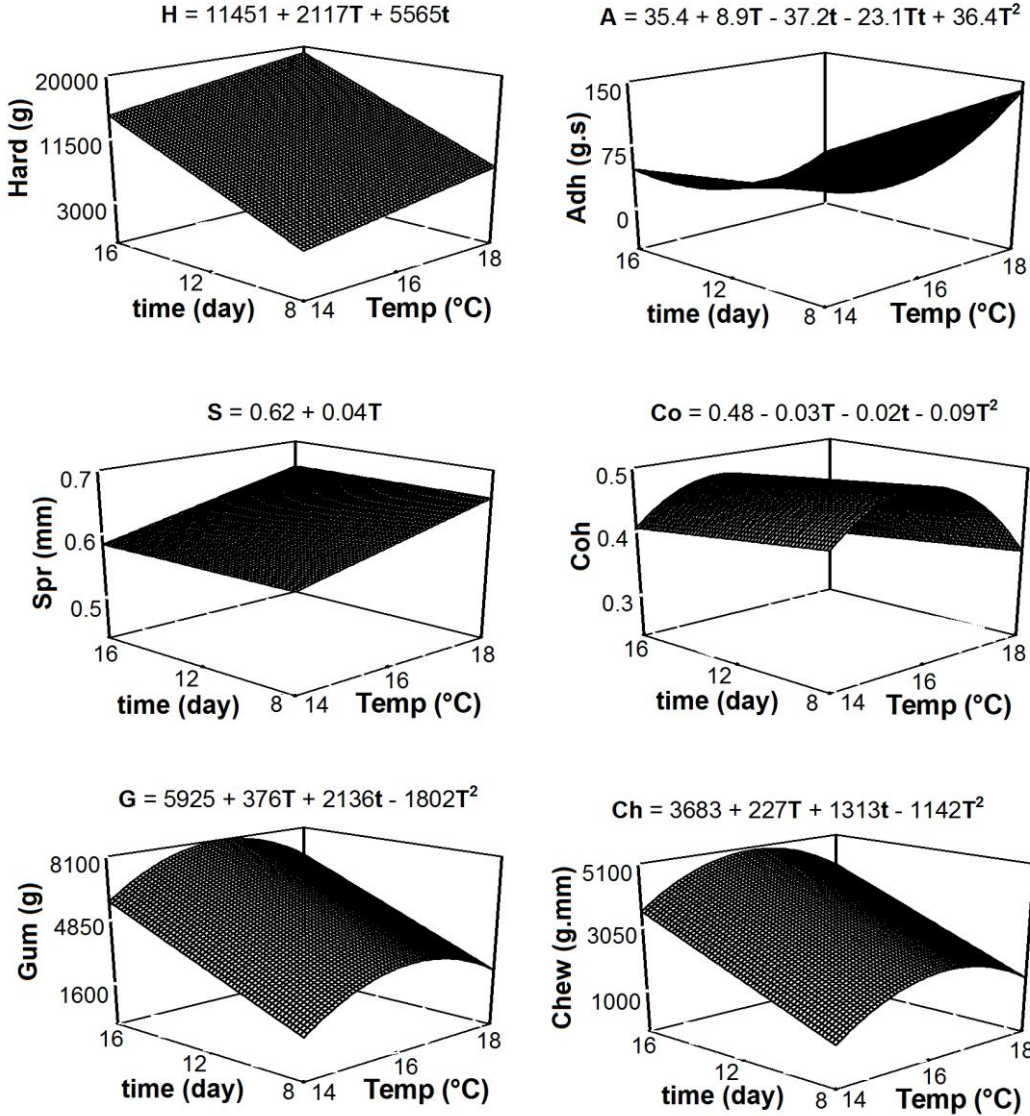 H = 11451 + 2117T + 5565t
Hard (g)
20000
11500
3000
16
12
8
time (day)
14
16
18
Temp (°C)
A = 35.4 + 8.9T - 37.2t - 23.1Tt + 36.4T²
Adh (g.s)
150
75
0
16
12
8
time (day)
14
16
18
Temp (°C)
S = 0.62 + 0.04T
Spr (mm)
0.7
0.6
0.5
16
12
8
time (day)
14
16
18
Temp (°C)
Co = 0.48 - 0.03T - 0.02t - 0.09T²
Coh
0.5
0.4
0.3
16
12
8
time (day)
14
16
18
Temp (°C)
G = 5925 + 376T + 2136t - 1802T²
Gum (g)
8100
4850
1600
16
12
8
time (day)
14
16
18
Temp (°C)
Ch = 3683 + 227T + 1313t - 1142T²
Chew (g.mm)
5100
3050
1000
16
12
8
time (day)
14
16
18
Temp (°C)